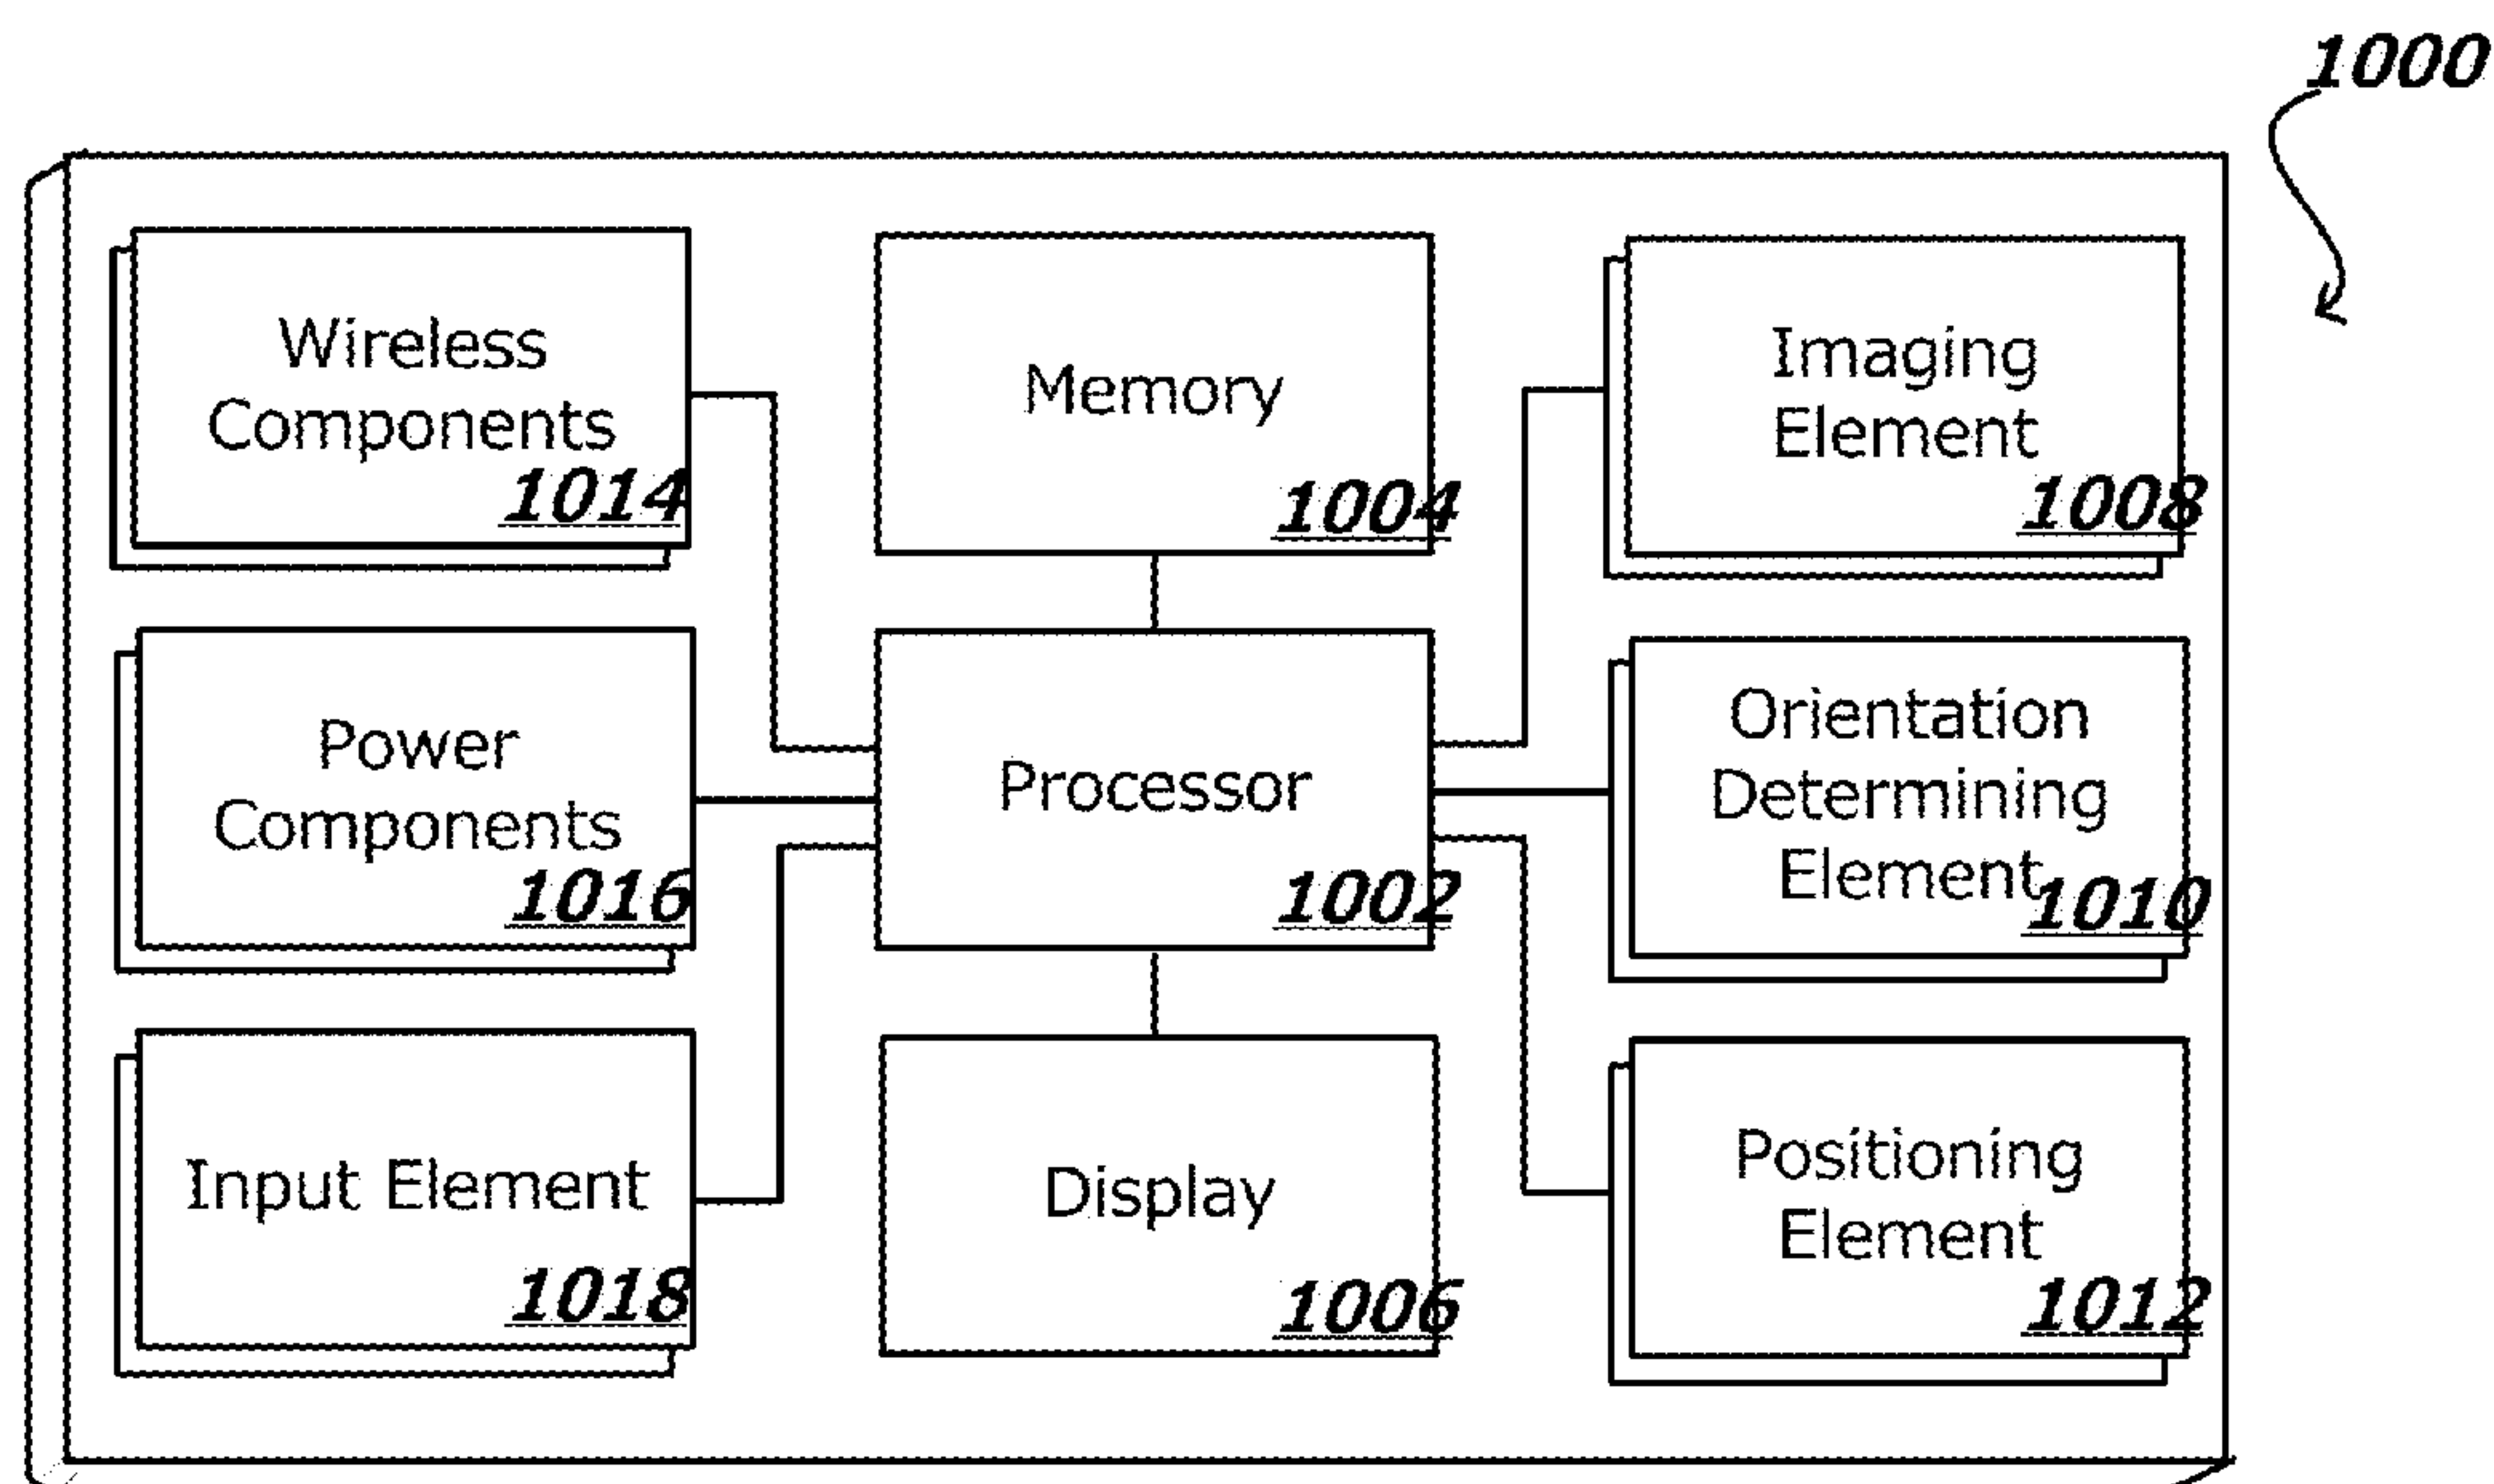 1000
Wireless
Components
1014
Memory
1004
Imaging
Element
1008
Power
Components
1016
Processor
1002
Orientation
Determining
Element
1010
Input Element
1018
Display
1006
Positioning
Element
1012